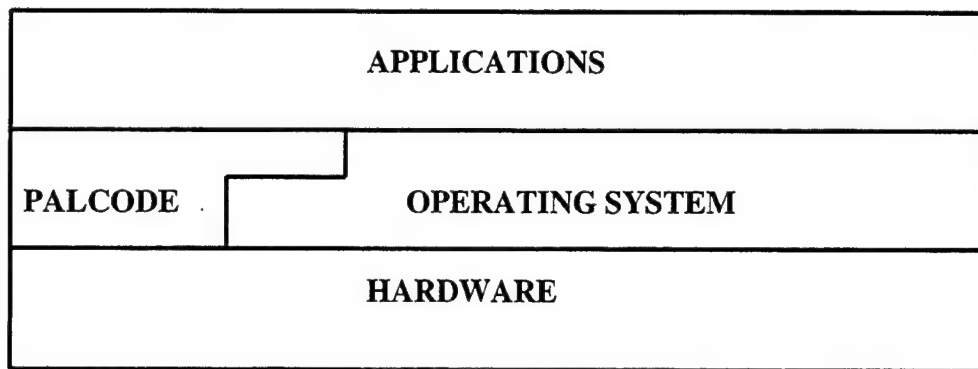 APPLICATIONS
PALCODE OPERATING SYSTEM
HARDWARE